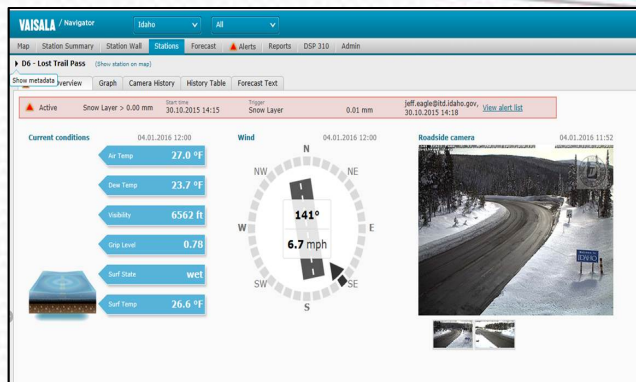 VAISALA / Navigator
Idaho
All
Map Station Summary Station Wall Stations Forecast Alerts Reports DSP 310 Admin
D6 - Lost Trail Pass (Show station on map)
Show metadata
Overview Graph Camera History History Table Forecast Text
Active Snow Layer > 0.00 mm Start time 30.10.2015 14:15 Trigger Snow Layer 0.01 mm jeff.eagle@itd.idaho.gov, 30.10.2015 14:18 View alert list
Current conditions 04.01.2016 12:00
Air Temp 27.0 °F
Dew Temp 23.7 °F
Visibility 6562 ft
Grip Level 0.78
Surf State wet
Surf Temp 26.6 °F
Wind 04.01.2016 12:00
N
NW NE
141°
W E
6.7 mph
SW SE
S
Roadside camera 04.01.2016 11:52
IDAHO